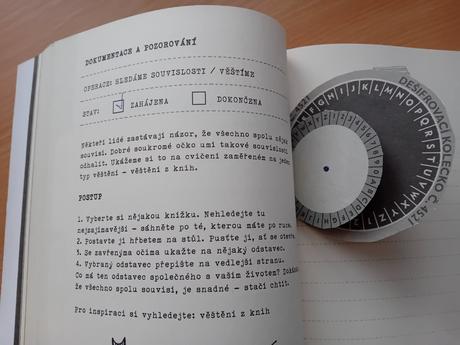 DOKUMENTACE A POZOROVÁNÍ
OPERACE: HLEDÁME SOUVISLOSTI / VĚŠTÍME
STAV: ZAHÁJENA DOKONČENA
Někteří lidé zastávají názor, že všechno spolu nějak
souvisí. Dobré soukromé očko umí takové souvislosti
odhalit. Ukážeme si to na cvičení zaměřeném na jeden
typ věštění - věštění z knih.
POSTUP
1. Vyberte si nějakou knížku. Nehledejte tu
nejzajímavější - sáhněte po té, kterou máte po ruce.
2. Postavte ji hřbetem na stůl. Pusťte ji, ať se otevře.
3. Se zavřenýma očima ukažte na nějaký odstavec.
4. Vybraný odstavec přepište na vedlejší stranu.
Co má ten odstavec společného s vaším životem?
že všechno spolu souvisí, je snadné - stačí chtít.
Pro inspiraci si vyhledejte: věštění z knih
DEŠIFROVACÍ KOLEČKO Č. 4521